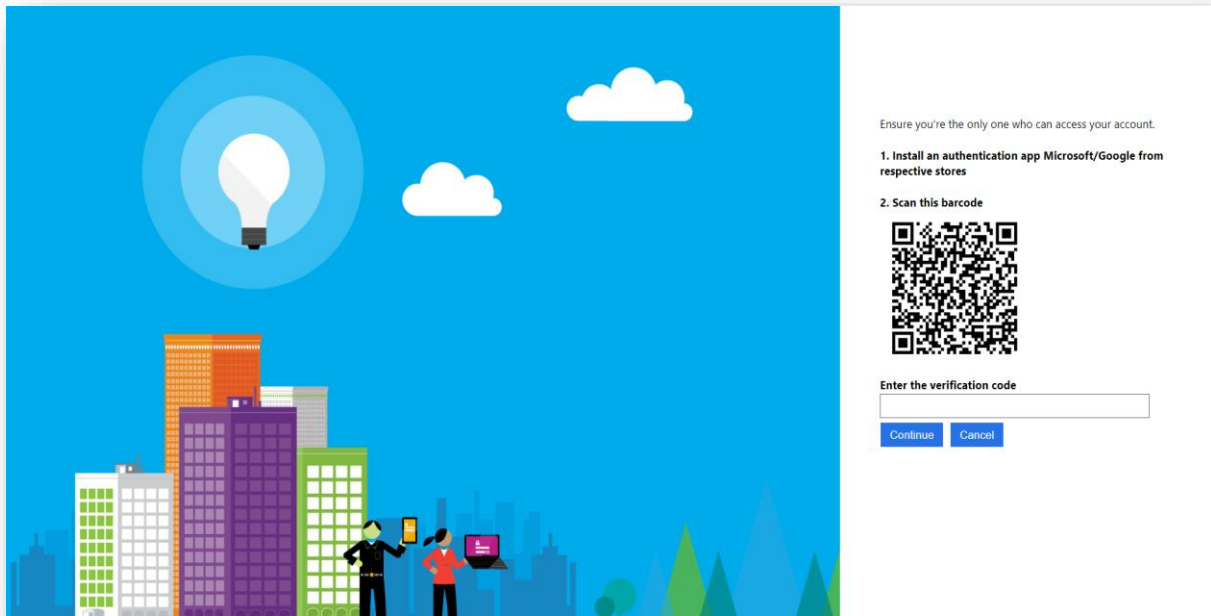 Ensure you're the only one who can access your account.
1. Install an authentication app Microsoft/Google from
respective stores
2. Scan this barcode
Enter the verification code
Continue Cancel